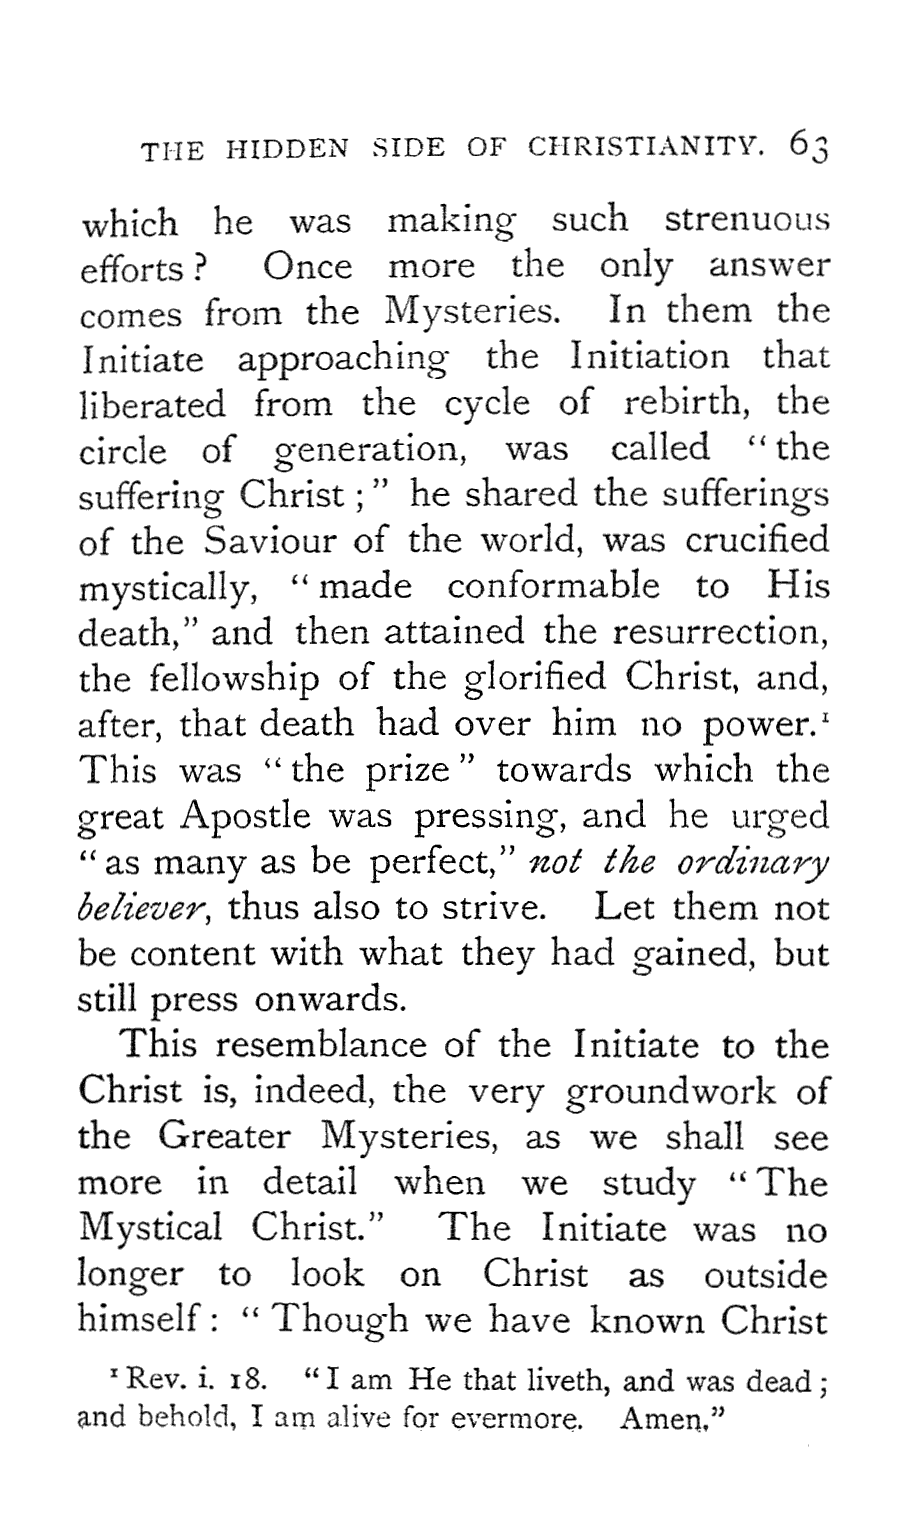 THE HIDDEN SIDE OF CHRISTIANITY. 63
which he was making such strenuous
efforts ? Once more the only answer
comes from the Mysteries. In them the
Initiate approaching the Initiation that
liberated from the cycle of rebirth, the
circle of generation, was called “ the
suffering Christ ; ” he shared the sufferings
of the Saviour of the world, was crucified
mystically, “ made conformable to His
death,” and then attained the resurrection,
the fellowship of the glorified Christ, and,
after, that death had over him no power.¹
This was “ the prize ” towards which the
great Apostle was pressing, and he urged
“ as many as be perfect,” not the ordinary
believer, thus also to strive. Let them not
be content with what they had gained, but
still press onwards.
This resemblance of the Initiate to the
Christ is, indeed, the very groundwork of
the Greater Mysteries, as we shall see
more in detail when we study “ The
Mystical Christ.” The Initiate was no
longer to look on Christ as outside
himself : “ Though we have known Christ
¹ Rev. i. 18. “ I am He that liveth, and was dead ;
and behold, I am alive for evermore. Amen.”